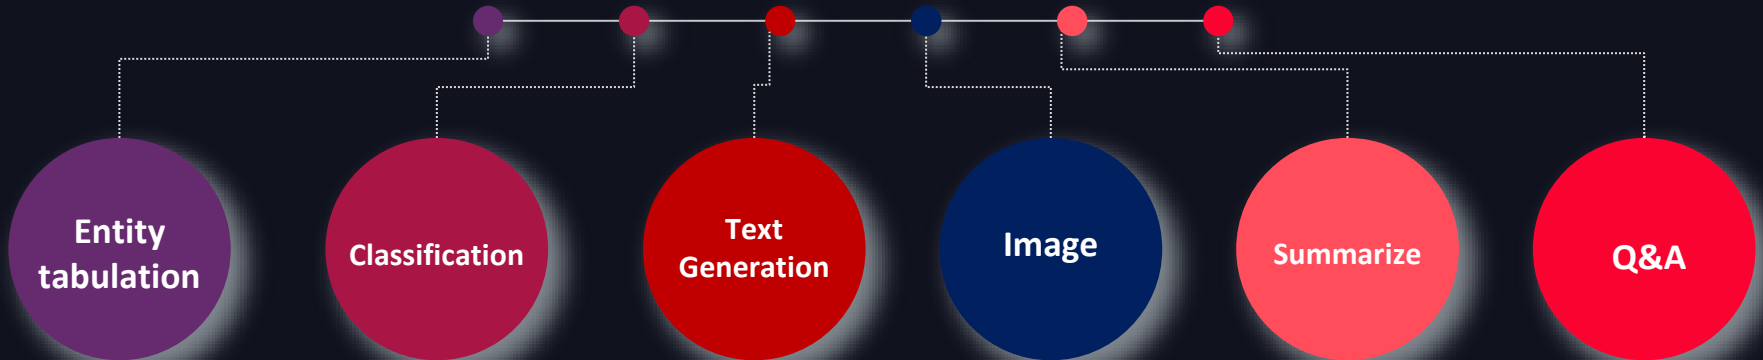 Entity
tabulation
Classification
Text
Generation
Image
Summarize
Q&A